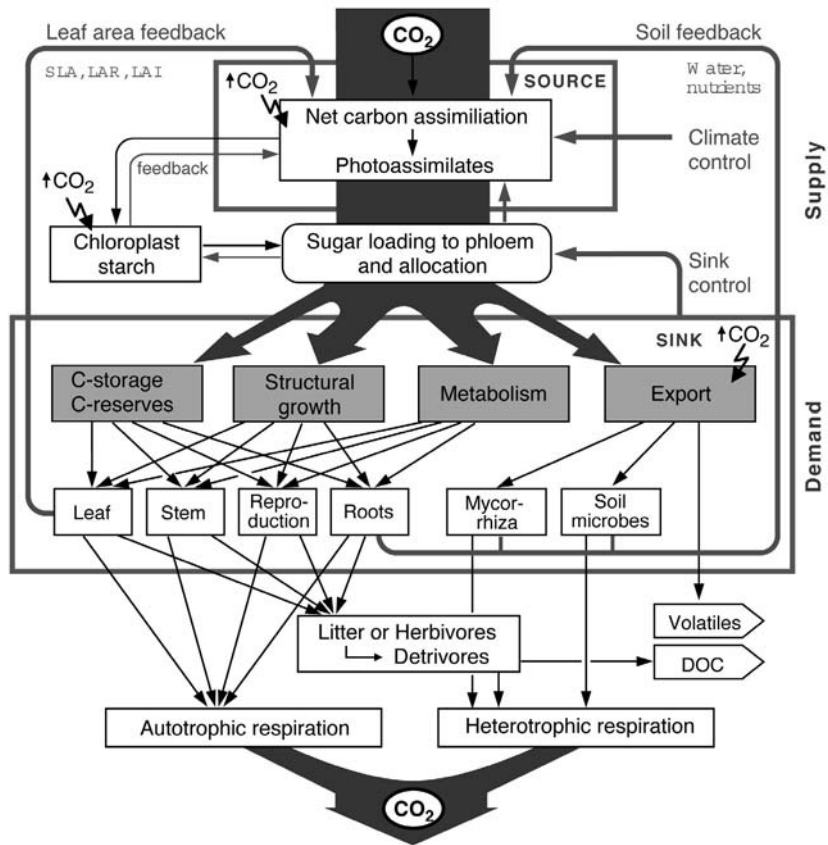 Leaf area feedback
CO2
Soil feedback
SLA, LAR, LAI
↑CO2
SOURCE
Water,
nutrients
Net carbon assimiliation
Photoassimilates
Climate
control
feedback
Supply
↑CO2
Chloroplast
starch
Sugar loading to phloem
and allocation
Sink
control
SINK
↑CO2
C-storage
C-reserves
Structural
growth
Metabolism
Export
Demand
Leaf
Stem
Repro-
duction
Roots
Mycor-
rhiza
Soil
microbes
Litter or Herbivores
Detrivores
Volatiles
DOC
Autotrophic respiration
Heterotrophic respiration
CO2